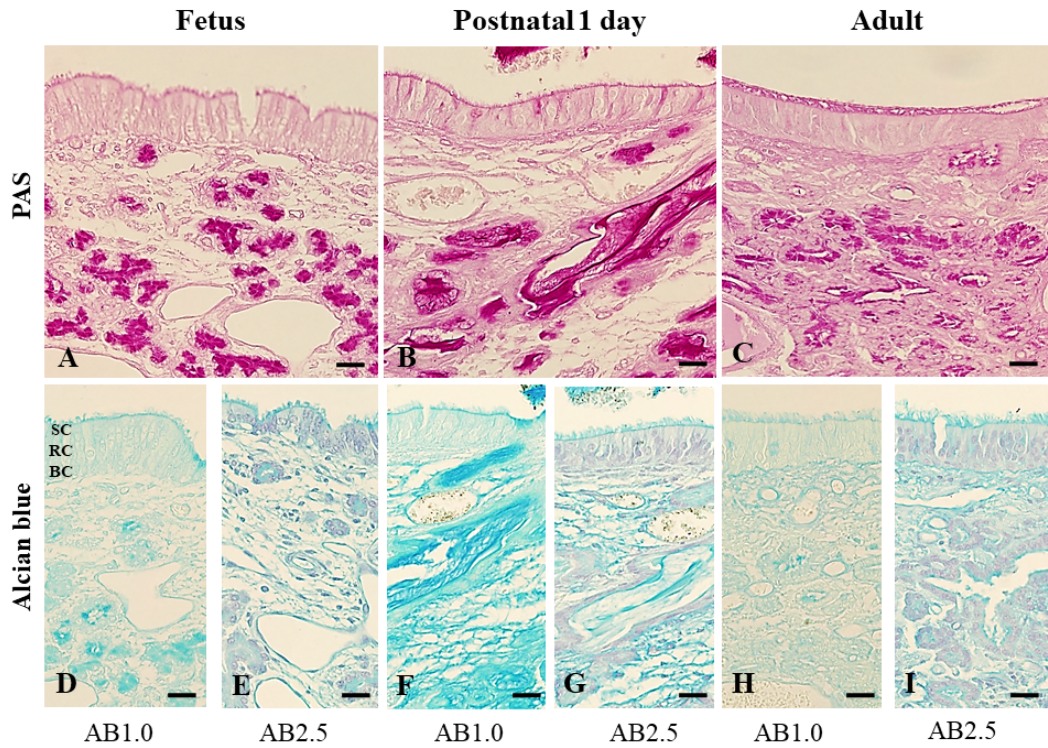 Fetus
Postnatal 1 day
Adult
PAS
A
B
C
Alcian blue
SC
RC
BC
D
E
F
G
H
I
AB1.0
AB2.5
AB1.0
AB2.5
AB1.0
AB2.5